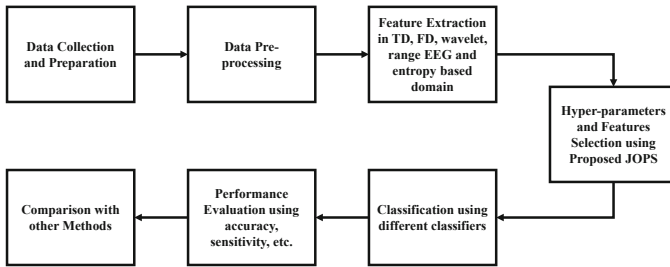 Data Collection
and Preparation
Data Pre-
processing
Feature Extraction
in TD, FD, wavelet,
range EEG and
entropy based
domain
Hyper-parameters
and Features
Selection using
Proposed JOPS
Classification using
different classifiers
Performance
Evaluation using
accuracy,
sensitivity, etc.
Comparison with
other Methods